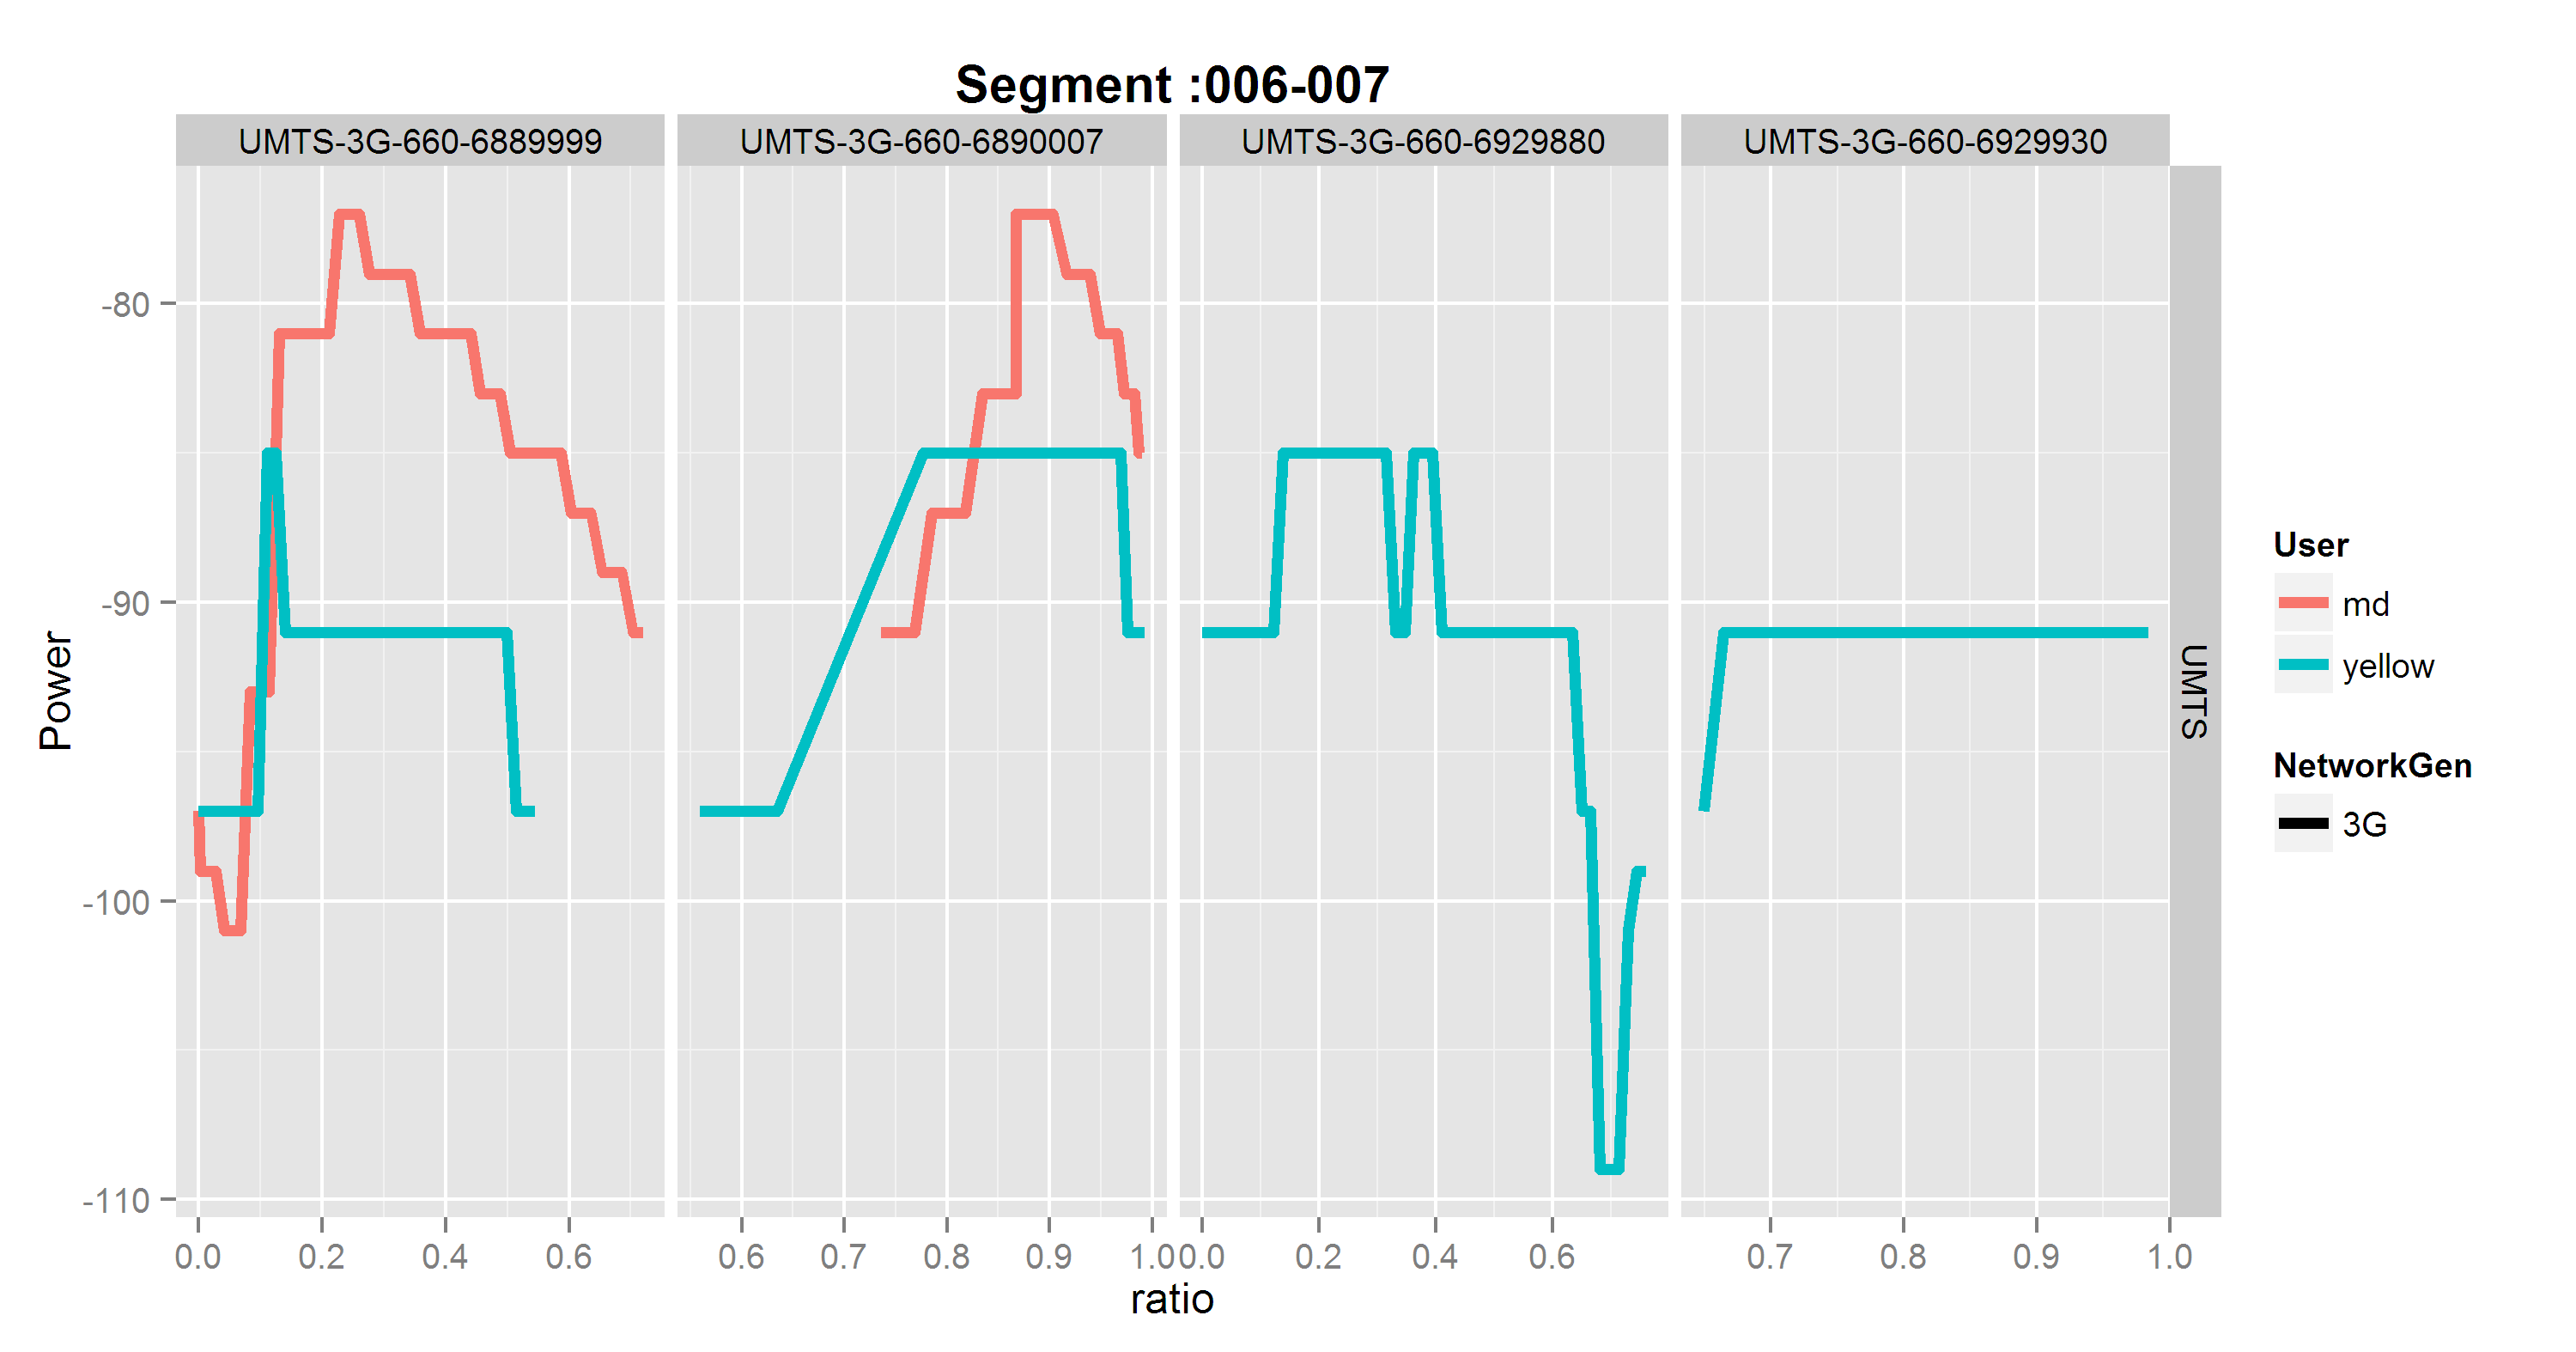 Segment :006-007
UMTS-3G-660-6889999 UMTS-3G-660-6890007 UMTS-3G-660-6929880 UMTS-3G-660-6929930
-80
-90
-100
-110
Power
UMTS
0.0 0.2 0.4 0.6 0.6 0.7 0.8 0.9 1.0 0.0 0.2 0.4 0.6 0.7 0.8 0.9 1.0
ratio
User
md
yellow
NetworkGen
3G